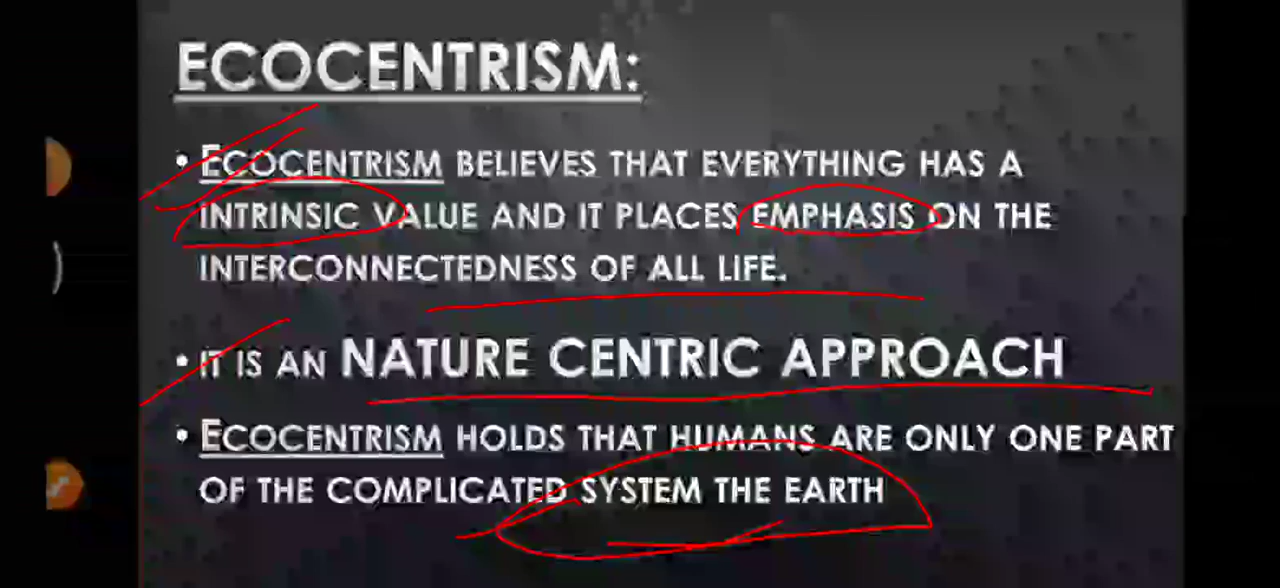 ECOCENTRISM:
• ECOCENTRISM BELIEVES THAT EVERYTHING HAS A
INTRINSIC VALUE AND IT PLACES EMPHASIS ON THE
INTERCONNECTEDNESS OF ALL LIFE.
• IT IS AN NATURE CENTRIC APPROACH
• ECOCENTRISM HOLDS THAT HUMANS ARE ONLY ONE PART
OF THE COMPLICATED SYSTEM THE EARTH